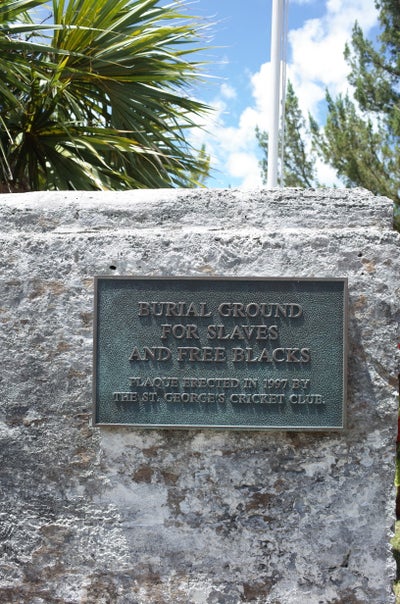 BURIAL GROUND
FOR SLAVES
AND FREE BLACKS
PLAQUE ERECTED IN 1997 BY
THE ST. GEORGE'S CRICKET CLUB.